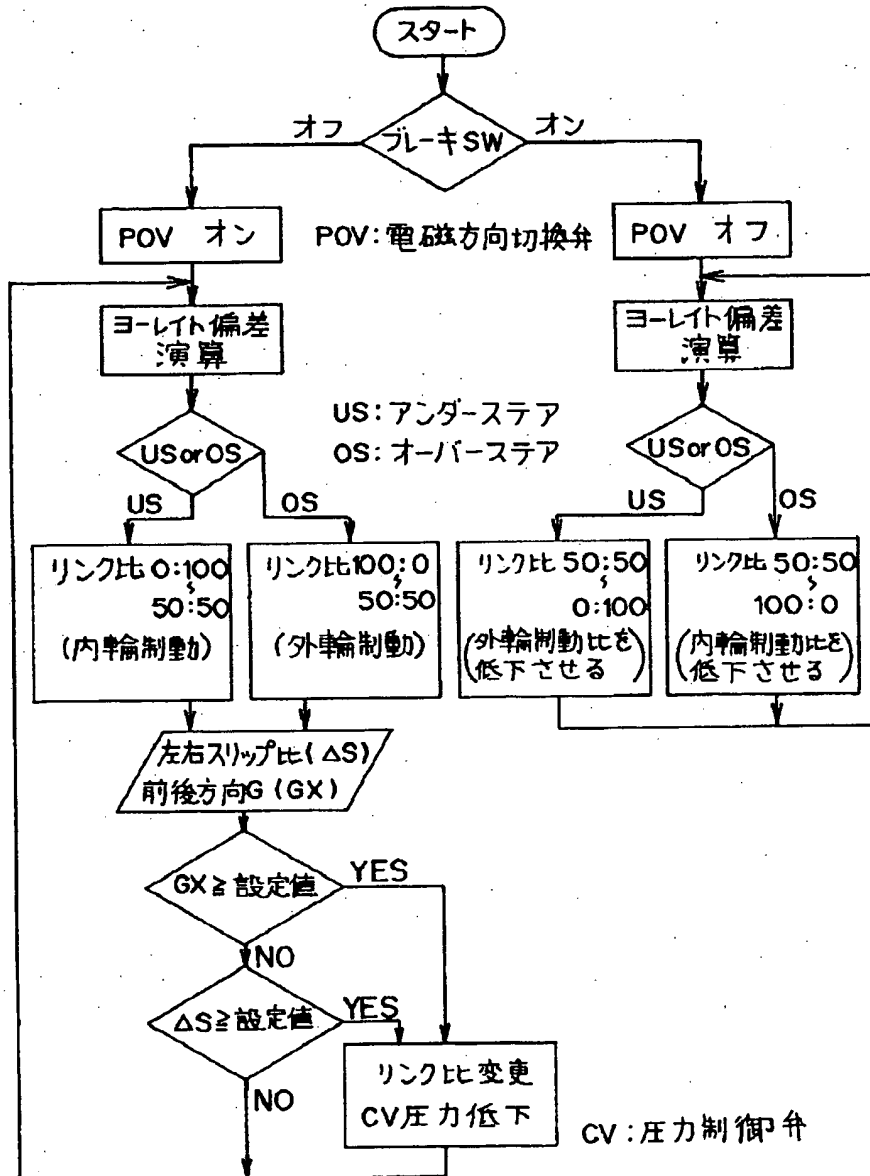 スタート
ブレーキSW
オフ
オン
POV オン
POV:電磁方向切換弁
POV オフ
ヨーレイト偏差
演算
ヨーレイト偏差
演算
US:アンダーステア
OS:オーバーステア
USorOS
USorOS
US
OS
US
OS
リンク比 0:100
~
50:50
(内輪制動)
リンク比100:0
~
50:50
(外輪制動)
リンク比 50:50
~
0:100
(外輪制動比を
低下させる)
リンク比 50:50
~
100:0
(内輪制動比を
低下させる)
左右スリップ比(ΔS)
前後方向G(GX)
GX≧設定値
YES
NO
ΔS≧設定値
YES
NO
リンク比変更
CV圧力低下
CV:圧力制御弁